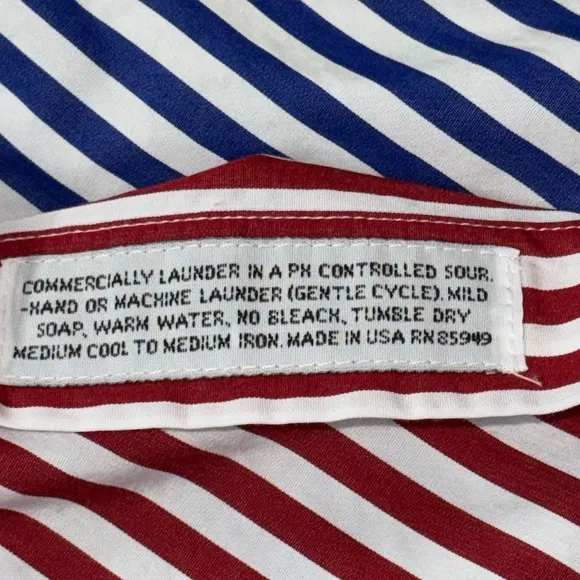 COMMERCIALLY LAUNDER IN A PH CONTROLLED SOUR.
-HAND OR MACHINE LAUNDER (GENTLE CYCLE). MILD
SOAP, WARM WATER, NO BLEACH, TUMBLE DRY
MEDIUM COOL TO MEDIUM IRON. MADE IN USA RN 85949